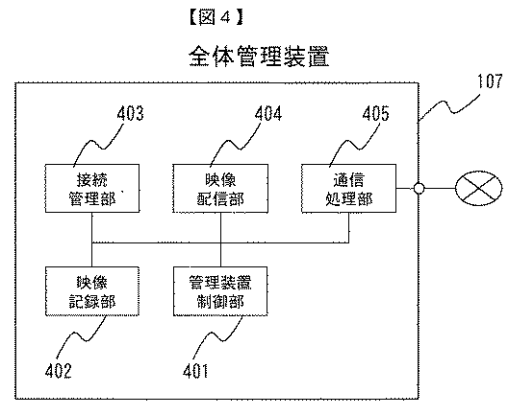 【図４】
全体管理装置
107
403
404
405
接続
管理部
映像
配信部
通信
処理部
映像
記録部
管理装置
制御部
402
401